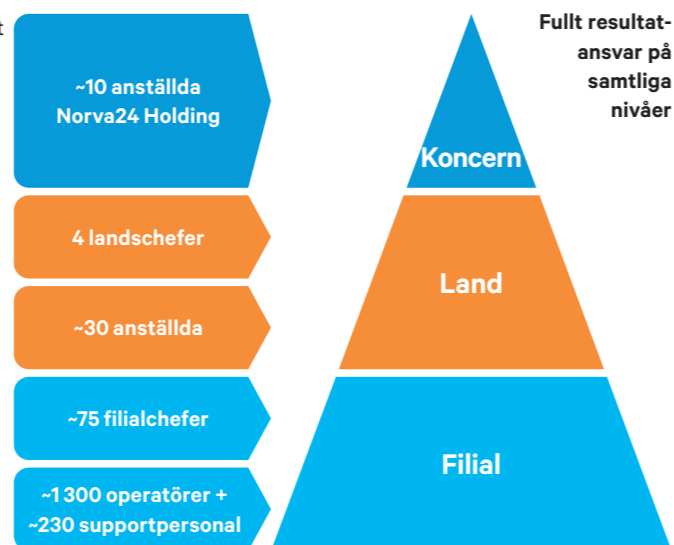 t
~10 anställda
Norva24 Holding
4 landschefer
~30 anställda
~75 filialchefer
~1 300 operatörer +
~230 supportpersonal
Koncern
Land
Filial
Fullt resultat-
ansvar på
samtliga
nivåer